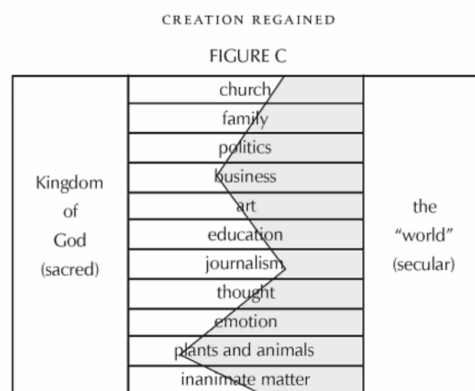 CREATION REGAINED
FIGURE C
church
family
politics
business
art
education
journalism
thought
emotion
plants and animals
inanimate matter
Kingdom
of
God
(sacred)
the
“world”
(secular)